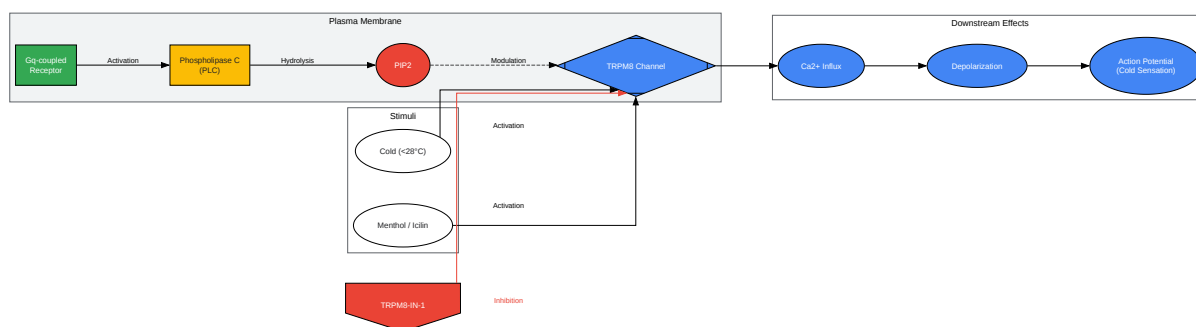 Plasma Membrane
Gq-coupled
Receptor
Activation
Phospholipase C
(PLC)
Hydrolysis
PIP2
Modulation
TRPM8 Channel
Downstream Effects
Ca2+ Influx
Depolarization
Action Potential
(Cold Sensation)
Stimuli
Cold (<28°C)
Activation
Menthol / Icilin
Activation
TRPM8-IN-1
Inhibition